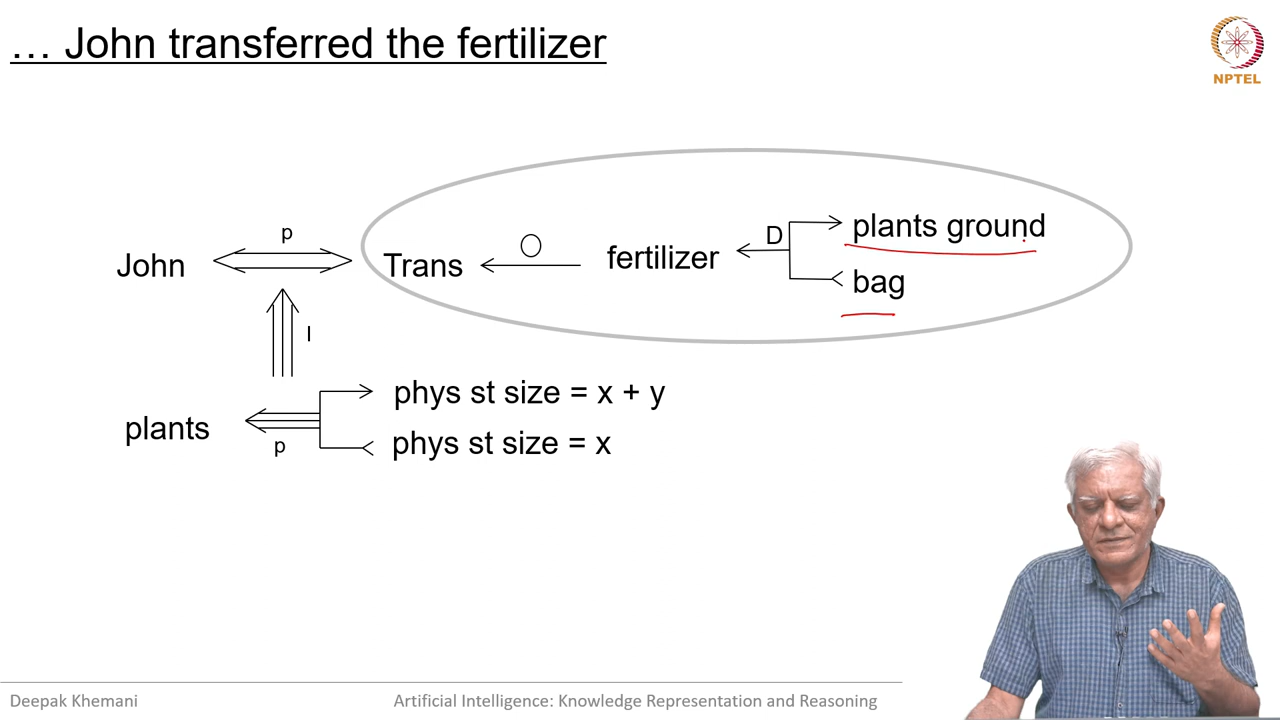 … John transferred the fertilizer
NPTEL
p
John
Trans
O
fertilizer
D
plants ground
bag
I
plants
p
phys st size = x + y
phys st size = x
Deepak Khemani
Artificial Intelligence: Knowledge Representation and Reasoning